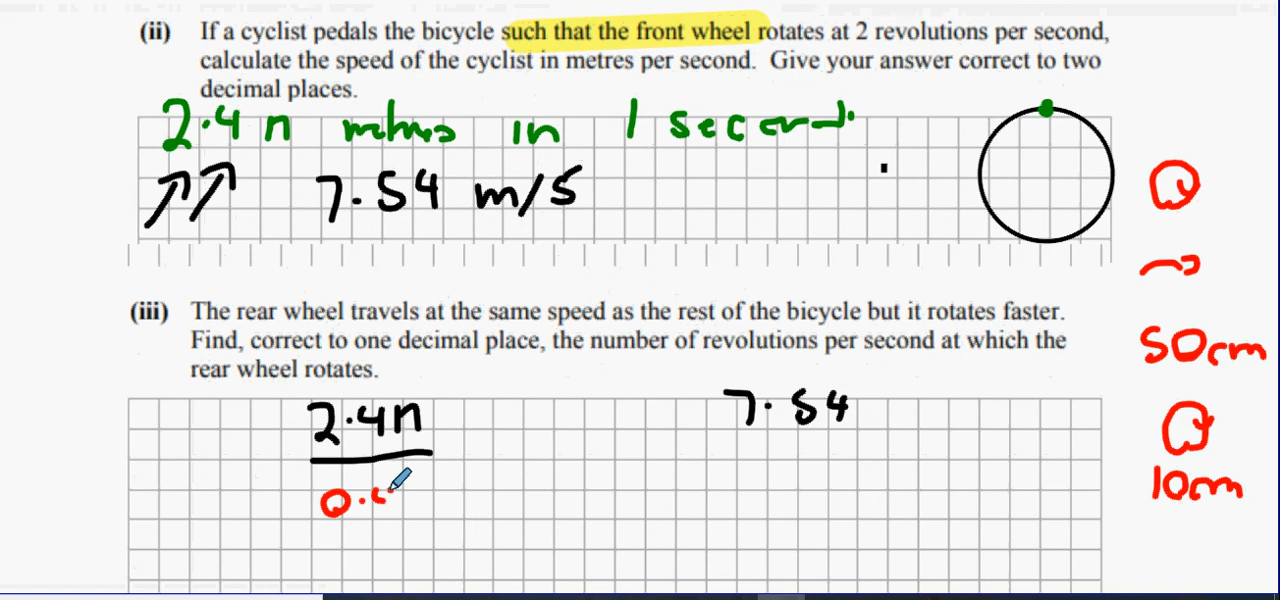 (ii) If a cyclist pedals the bicycle such that the front wheel rotates at 2 revolutions per second,
calculate the speed of the cyclist in metres per second. Give your answer correct to two
decimal places.
2.4π metres in 1 second.
7.54 m/s
50cm
10cm
(iii) The rear wheel travels at the same speed as the rest of the bicycle but it rotates faster.
Find, correct to one decimal place, the number of revolutions per second at which the
rear wheel rotates.
2.4π
7.54
0.